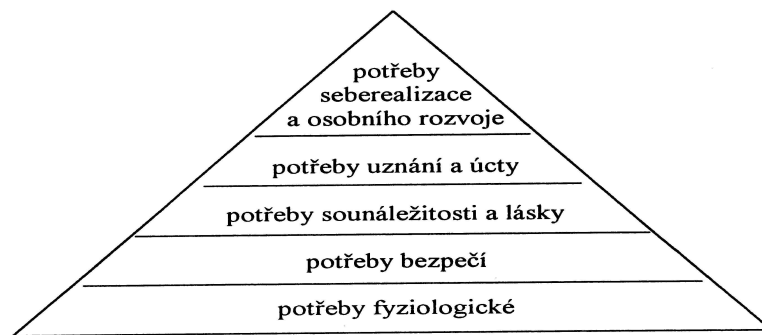 potřeby
seberealizace
a osobního rozvoje
potřeby uznání a úcty
potřeby sounáležitosti a lásky
potřeby bezpečí
potřeby fyziologické